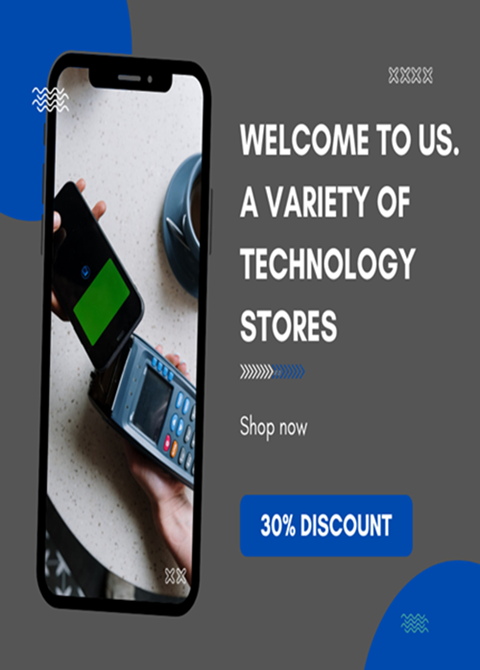 WELCOME TO US.
A VARIETY OF
TECHNOLOGY
STORES
Shop now
30% DISCOUNT